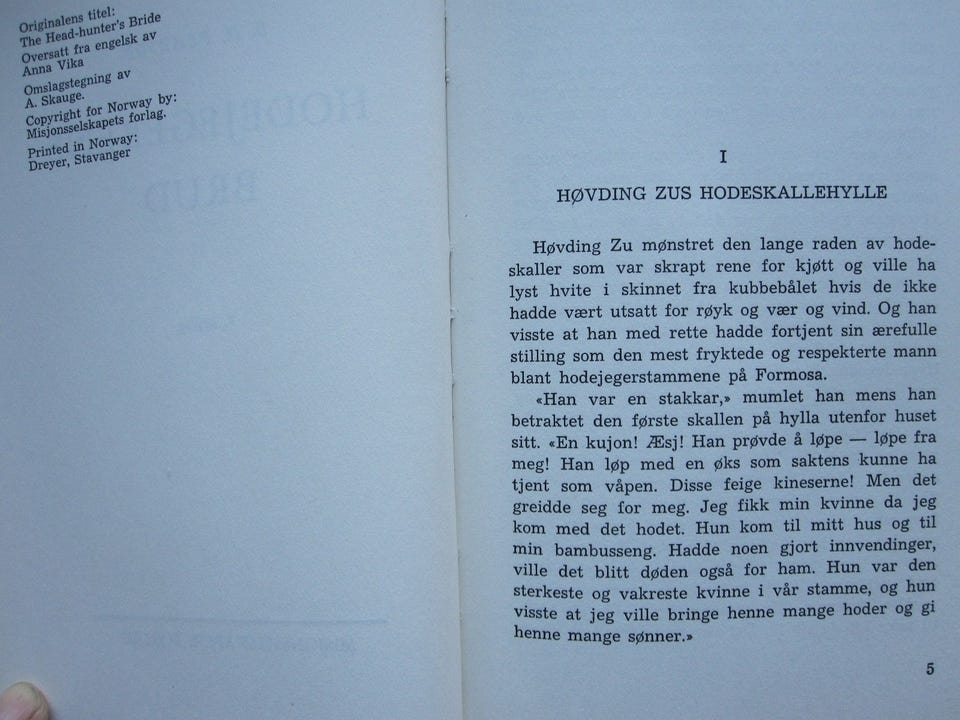 Originalens titel:
The Head-hunter's Bride
Oversatt fra engelsk av
Anna Vika
Omslagstegning av
A. Skauge.
Copyright for Norway by:
Misjonsselskapets forlag.
Printed in Norway:
Dreyer, Stavanger
I
HØVDING ZUS HODESKALLEHYLLE
Høvding Zu mønstret den lange raden av hode-
skaller som var skrapt rene for kjøtt og ville ha
lyst hvite i skinnet fra kubbebålet hvis de ikke
hadde vært utsatt for røyk og vær og vind. Og han
visste at han med rette hadde fortjent sin ærefulle
stilling som den mest fryktede og respekterte mann
blant hodejegerstammene på Formosa.
«Han var en stakkar,» mumlet han mens han
betraktet den første skallen på hylla utenfor huset
sitt. «En kujon! Æsj! Han prøvde å løpe — løpe fra
meg! Han løp med en øks som saktens kunne ha
tjent som våpen. Disse feige kineserne! Men det
greidde seg for meg. Jeg fikk min kvinne da jeg
kom med det hodet. Hun kom til mitt hus og til
min bambusseng. Hadde noen gjort innvendinger,
ville det blitt døden også for ham. Hun var den
sterkeste og vakreste kvinne i vår stamme, og hun
visste at jeg ville bringe henne mange hoder og gi
henne mange sønner.»
5